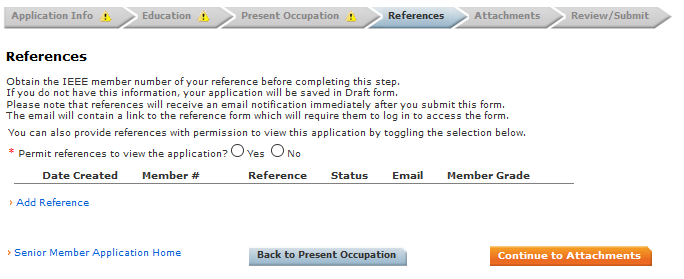 Application Info Education Present Occupation References Attachments Review/Submit
References
Obtain the IEEE member number of your reference before completing this step.
If you do not have this information, your application will be saved in Draft form.
Please note that references will receive an email notification immediately after you submit this form.
The email will contain a link to the reference form which will require them to log in to access the form.
You can also provide references with permission to view this application by toggling the selection below.
* Permit references to view the application? Yes No
Date Created Member # Reference Status Email Member Grade
› Add Reference
› Senior Member Application Home Back to Present Occupation Continue to Attachments